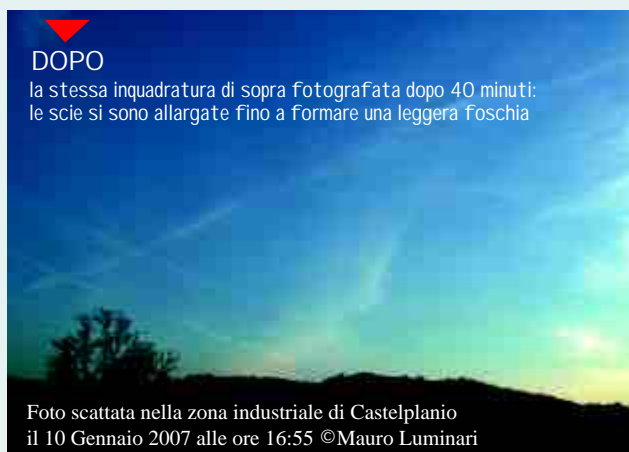 DOPO
la stessa inquadratura di sopra fotografata dopo 40 minuti:
le scie si sono allargate fino a formare una leggera foschia
Foto scattata nella zona industriale di Castelplanio
il 10 Gennaio 2007 alle ore 16:55 ©Mauro Luminari